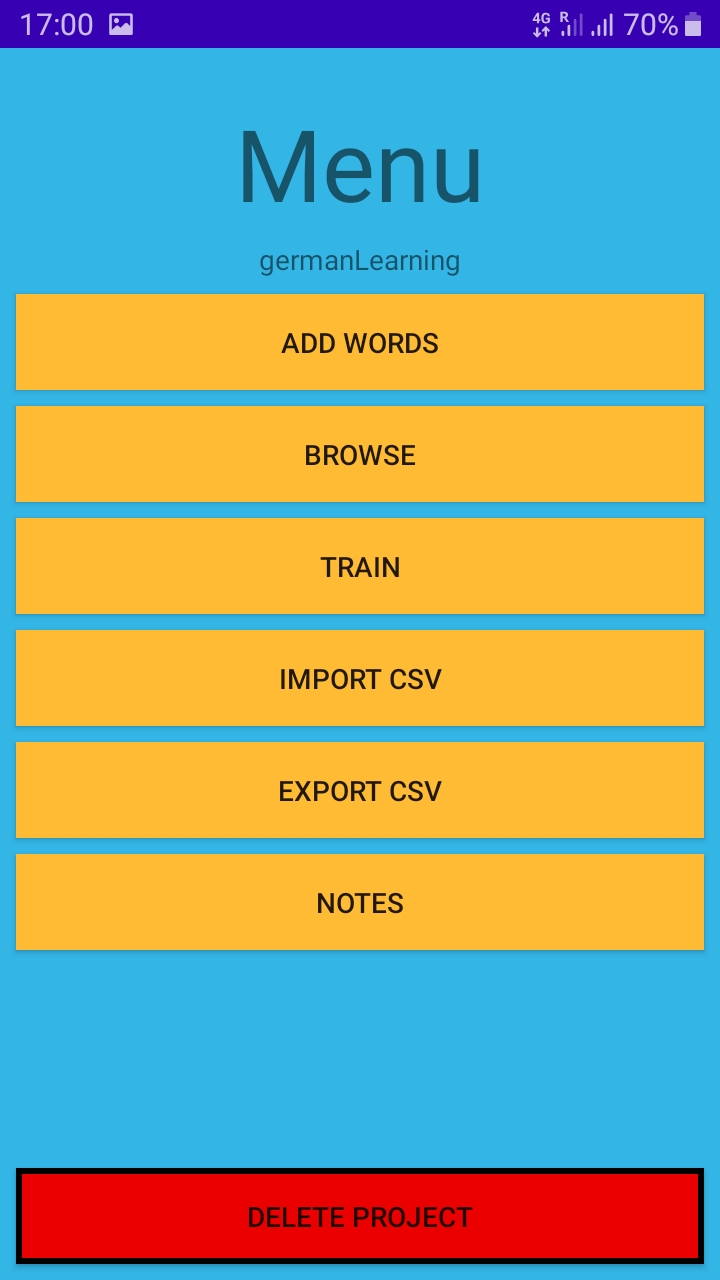 17:00 4G R 70%
Menu
germanLearning
ADD WORDS
BROWSE
TRAIN
IMPORT CSV
EXPORT CSV
NOTES
DELETE PROJECT